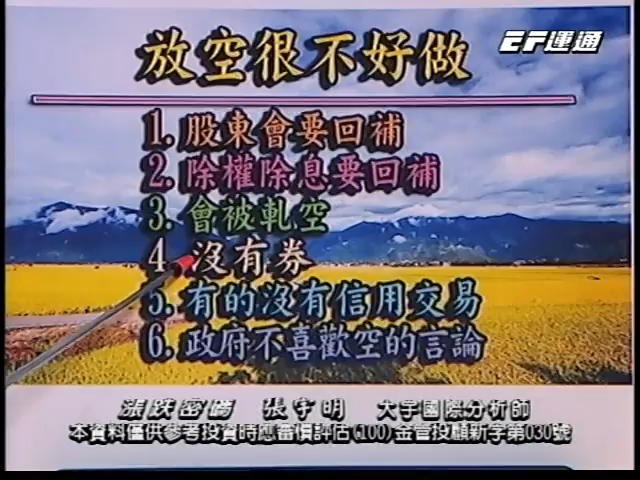 EF運通
放空很不好做
1. 股東會要回補
2. 除權除息要回補
3. 會被軋空
4. 沒有券
5. 有的沒有信用交易
6. 政府不喜歡空的言論
漲跌密碼 張宇明 大宇國際分析師
本資料僅供參考投資時應審慎評估(100)金管投顧新字第030號